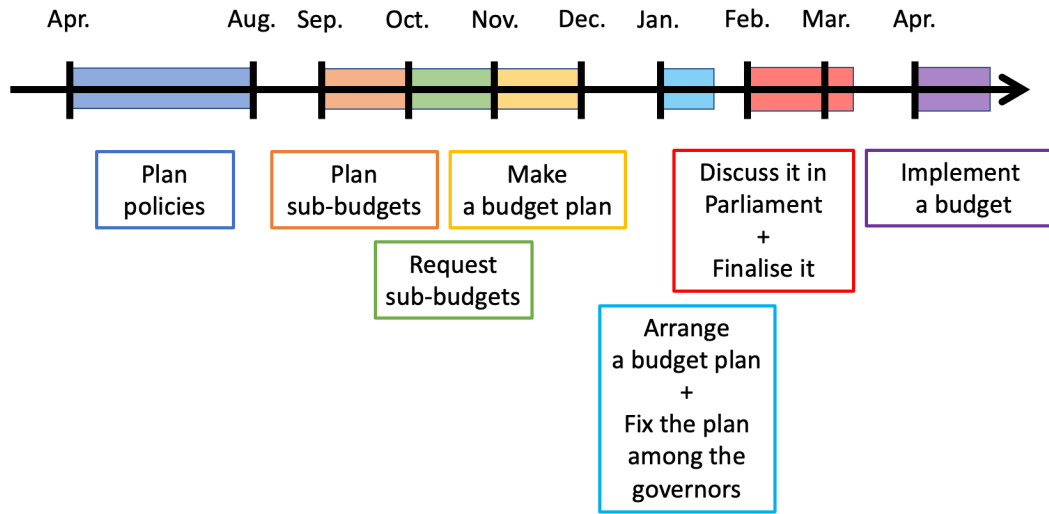 Apr. Aug. Sep. Oct. Nov. Dec. Jan. Feb. Mar. Apr.
Plan
policies
Plan
sub-budgets
Request
sub-budgets
Make
a budget plan
Arrange
a budget plan
+
Fix the plan
among the
governors
Discuss it in
Parliament
+
Finalise it
Implement
a budget